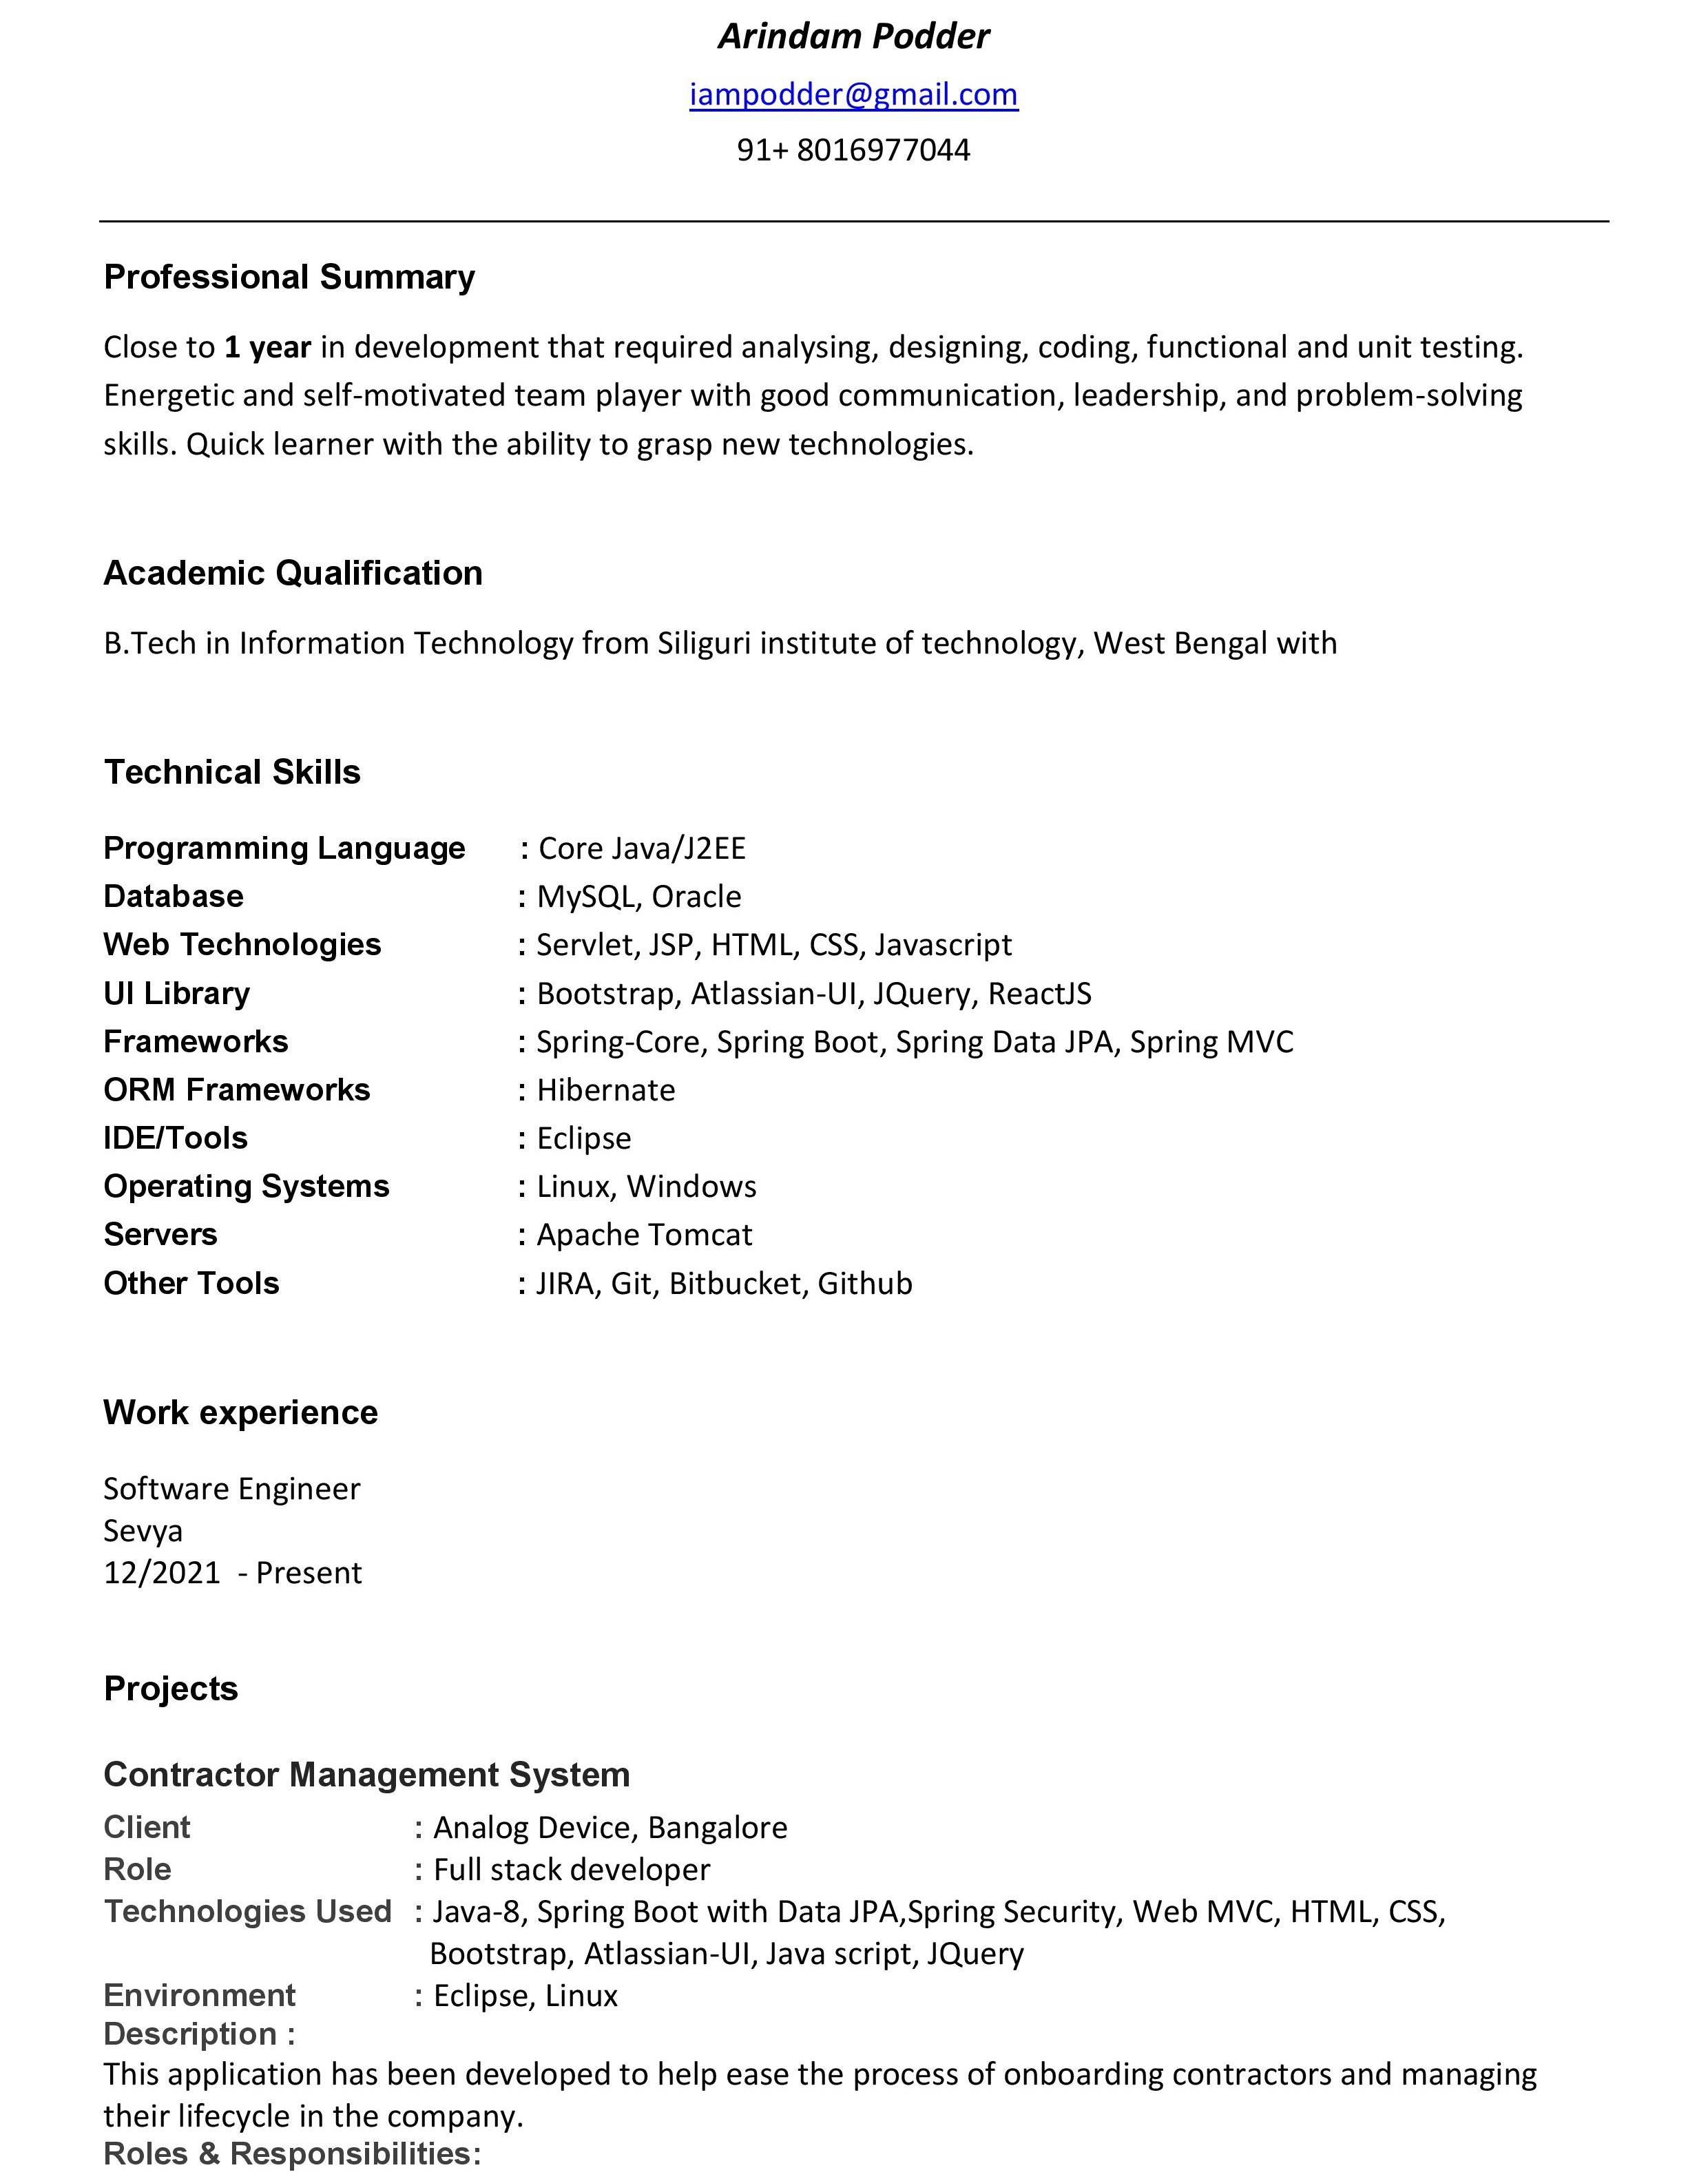 Arindam Podder
iampodder@gmail.com
91+ 8016977044
Professional Summary
Close to 1 year in development that required analysing, designing, coding, functional and unit testing.
Energetic and self-motivated team player with good communication, leadership, and problem-solving
skills. Quick learner with the ability to grasp new technologies.
Academic Qualification
B.Tech in Information Technology from Siliguri institute of technology, West Bengal with
Technical Skills
Programming Language : Core Java/J2EE
Database : MySQL, Oracle
Web Technologies : Servlet, JSP, HTML, CSS, Javascript
UI Library : Bootstrap, Atlassian-UI, JQuery, ReactJS
Frameworks : Spring-Core, Spring Boot, Spring Data JPA, Spring MVC
ORM Frameworks : Hibernate
IDE/Tools : Eclipse
Operating Systems : Linux, Windows
Servers : Apache Tomcat
Other Tools : JIRA, Git, Bitbucket, Github
Work experience
Software Engineer
Sevya
12/2021 - Present
Projects
Contractor Management System
Client : Analog Device, Bangalore
Role : Full stack developer
Technologies Used : Java-8, Spring Boot with Data JPA,Spring Security, Web MVC, HTML, CSS,
Bootstrap, Atlassian-UI, Java script, JQuery
Environment : Eclipse, Linux
Description :
This application has been developed to help ease the process of onboarding contractors and managing
their lifecycle in the company.
Roles & Responsibilities: